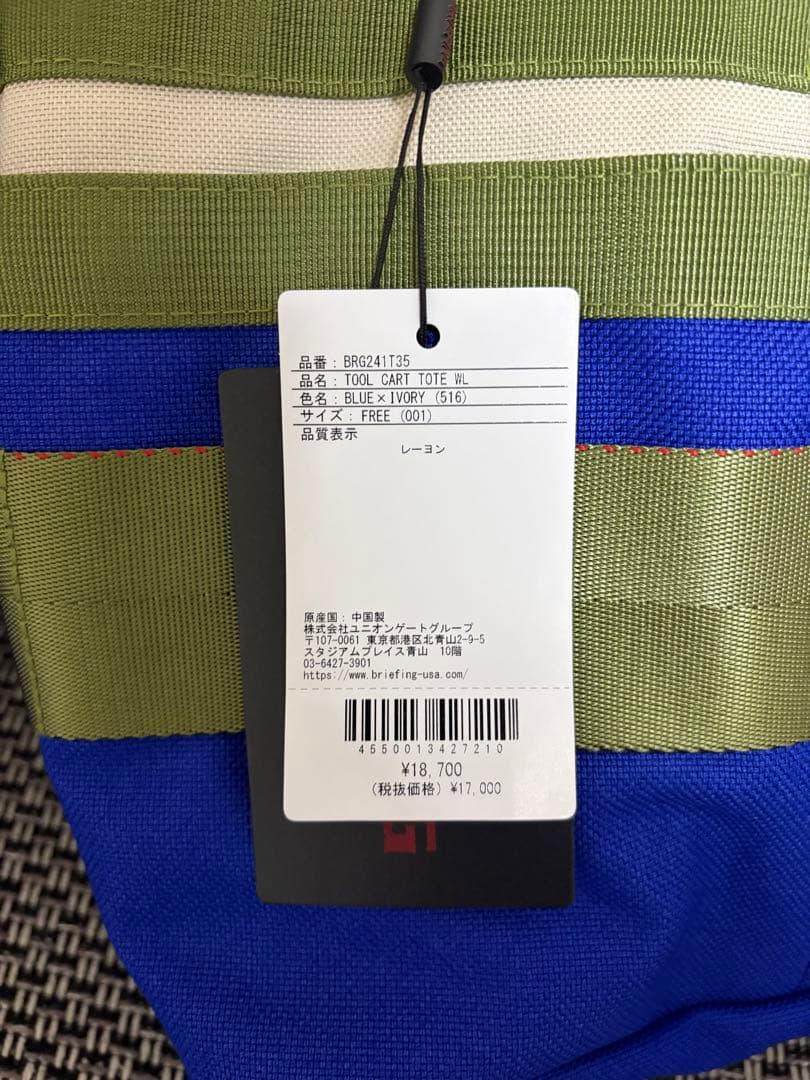 品番：BRG241T35
品名：TOOL CART TOTE WL
色名：BLUE×IVORY (516)
サイズ：FREE (001)
品質表示
レーヨン
原産国：中国製
株式会社ユニオンゲートグループ
〒107-0061 東京都港区北青山2-9-5
スタジアムプレイス青山 10階
03-6427-3901
https://www.briefing-usa.com/
4550013427210
¥18,700
(税抜価格) ¥17,000